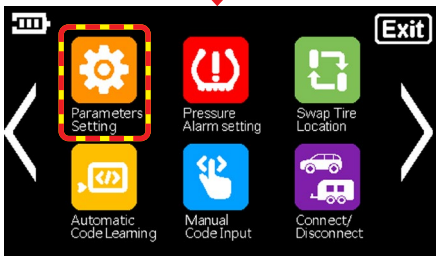 Exit
Parameters
Setting
Pressure
Alarm setting
Swap Tire
Location
Automatic
Code Learning
Manual
Code Input
Connect/
Disconnect